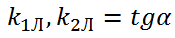 k₁Л, k₂Л = tgα